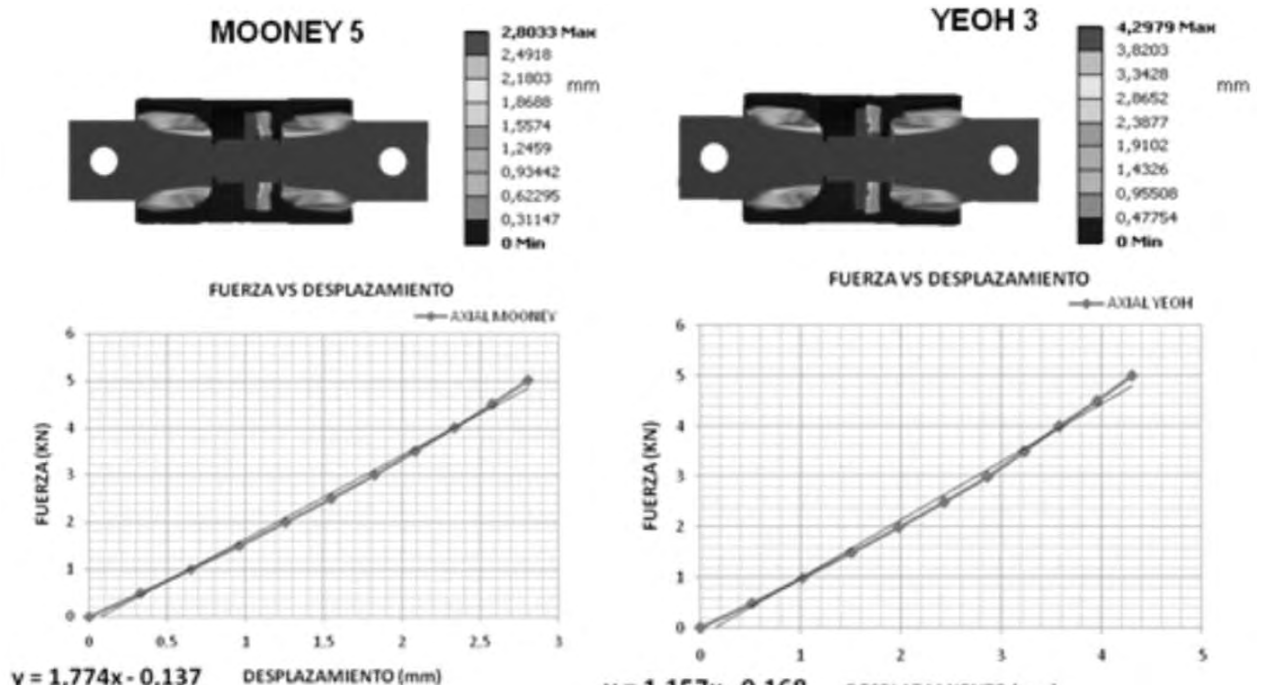 MOONEY 5
2,8033 Max
2,4918
2,1803
1,8688
1,5574
1,2459
0,93442
0,62295
0,31147
0 Min
mm
YEOH 3
4,2979 Max
3,8203
3,3428
2,8652
2,3877
1,9102
1,4326
0,95508
0,47754
0 Min
mm
FUERZA VS DESPLAZAMIENTO
AXIAL MOONEY
FUERZA (KN)
6
5
4
3
2
1
0
0
0.5
1
1.5
2
2.5
3
y = 1.774x - 0.137
DESPLAZAMIENTO (mm)
FUERZA VS DESPLAZAMIENTO
AXIAL YEOH
FUERZA (KN)
6
5
4
3
2
1
0
0
1
2
3
4
5